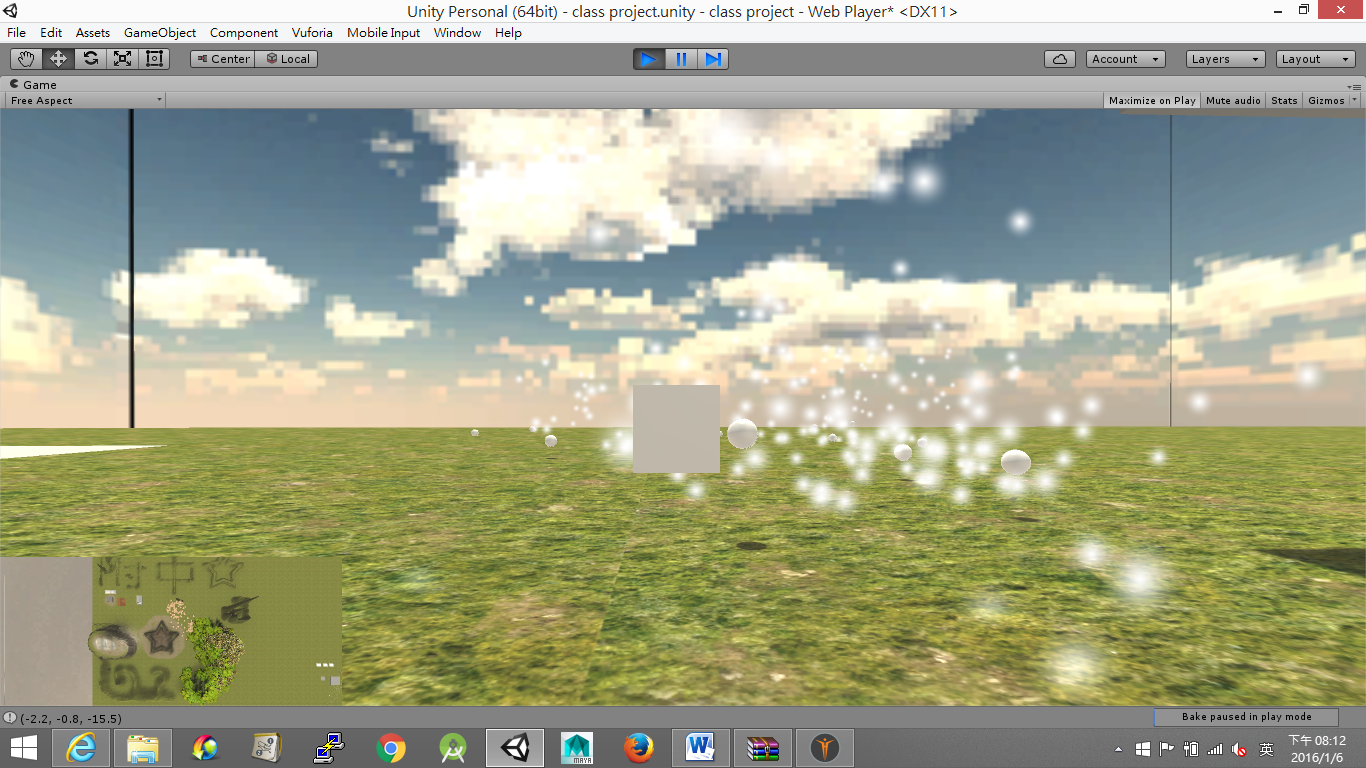 Unity Personal (64bit) - class project.unity - class project - Web Player* <DX11>
File Edit Assets GameObject Component Vuforia Mobile Input Window Help
Center Local Account Layers Layout
Game
Free Aspect Maximize on Play Mute audio Stats Gizmos
(-2.2, -0.8, -15.5) Bake paused in play mode
MAYA
英
下午 08:12
2016/1/6